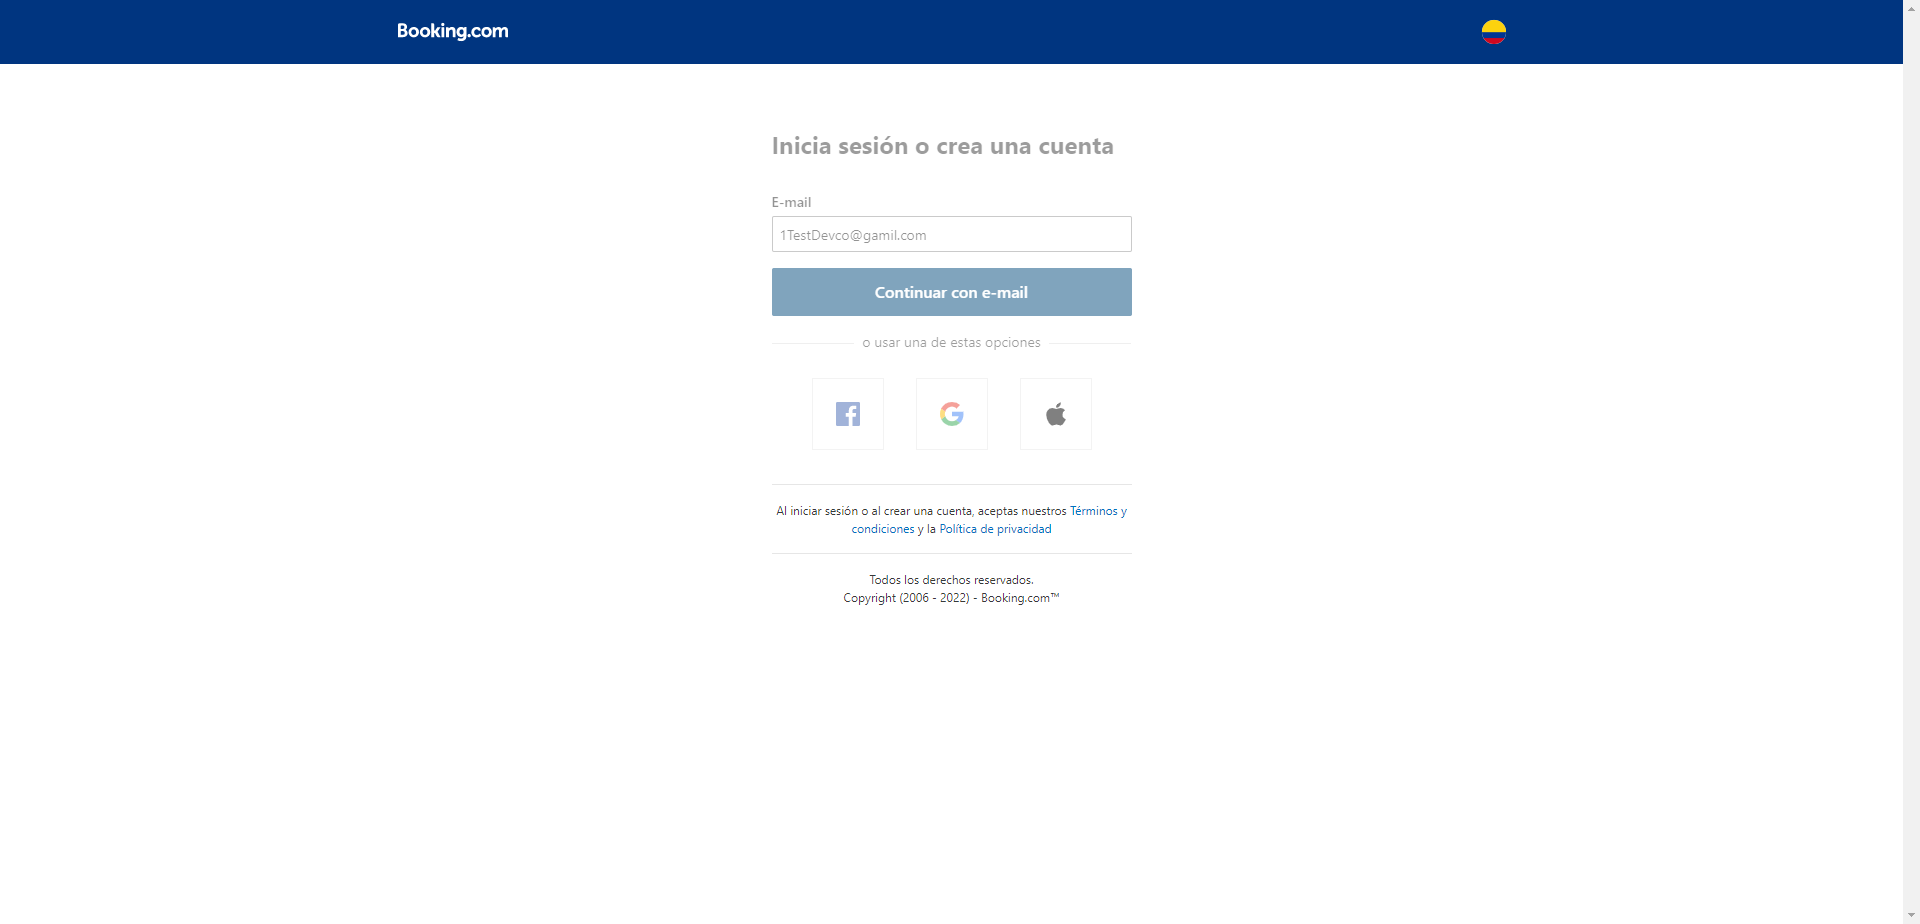 Booking.com
Inicia sesión o crea una cuenta
E-mail
1TestDevco@gamil.com
Continuar con e-mail
o usar una de estas opciones
Al iniciar sesión o al crear una cuenta, aceptas nuestros Términos y
condiciones y la Política de privacidad
Todos los derechos reservados.
Copyright (2006 - 2022) - Booking.com™